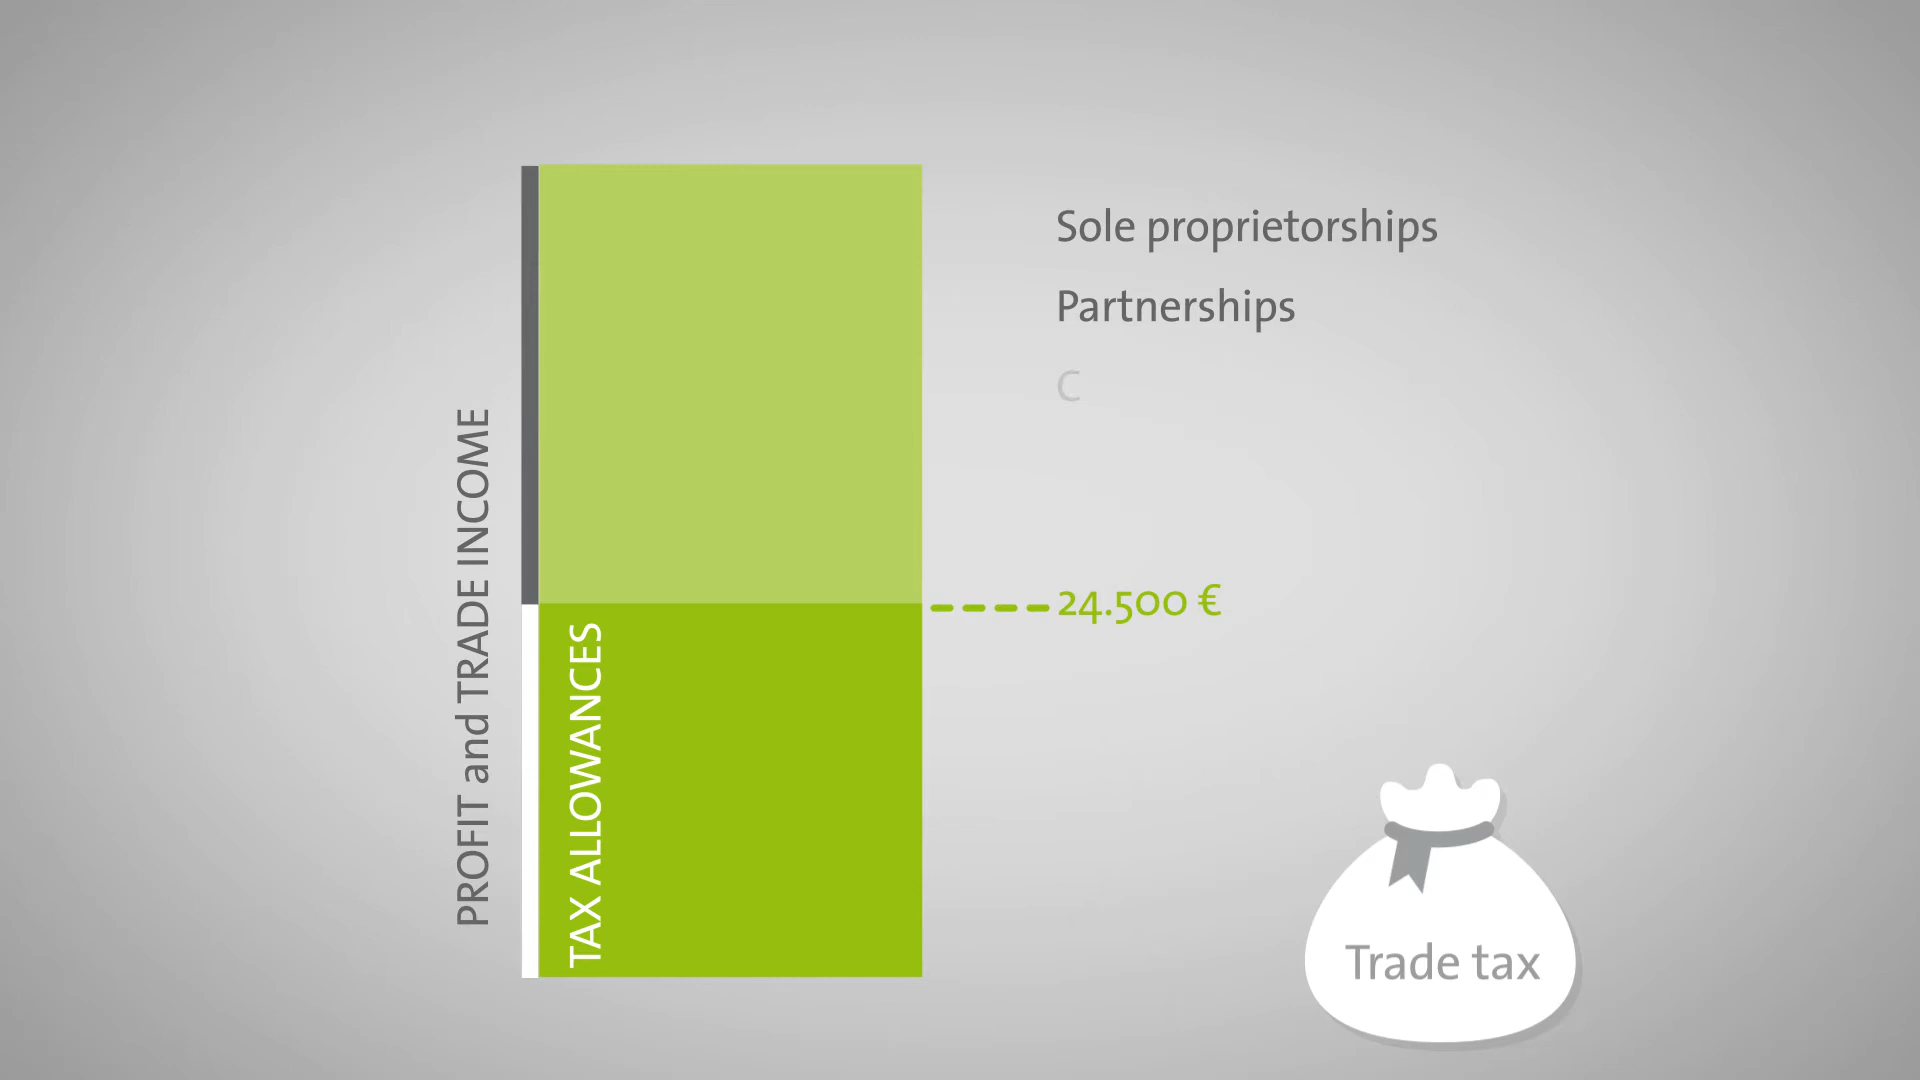 PROFIT and TRADE INCOME
TAX ALLOWANCES
Sole proprietorships
Partnerships
C
24.500 €
Trade tax